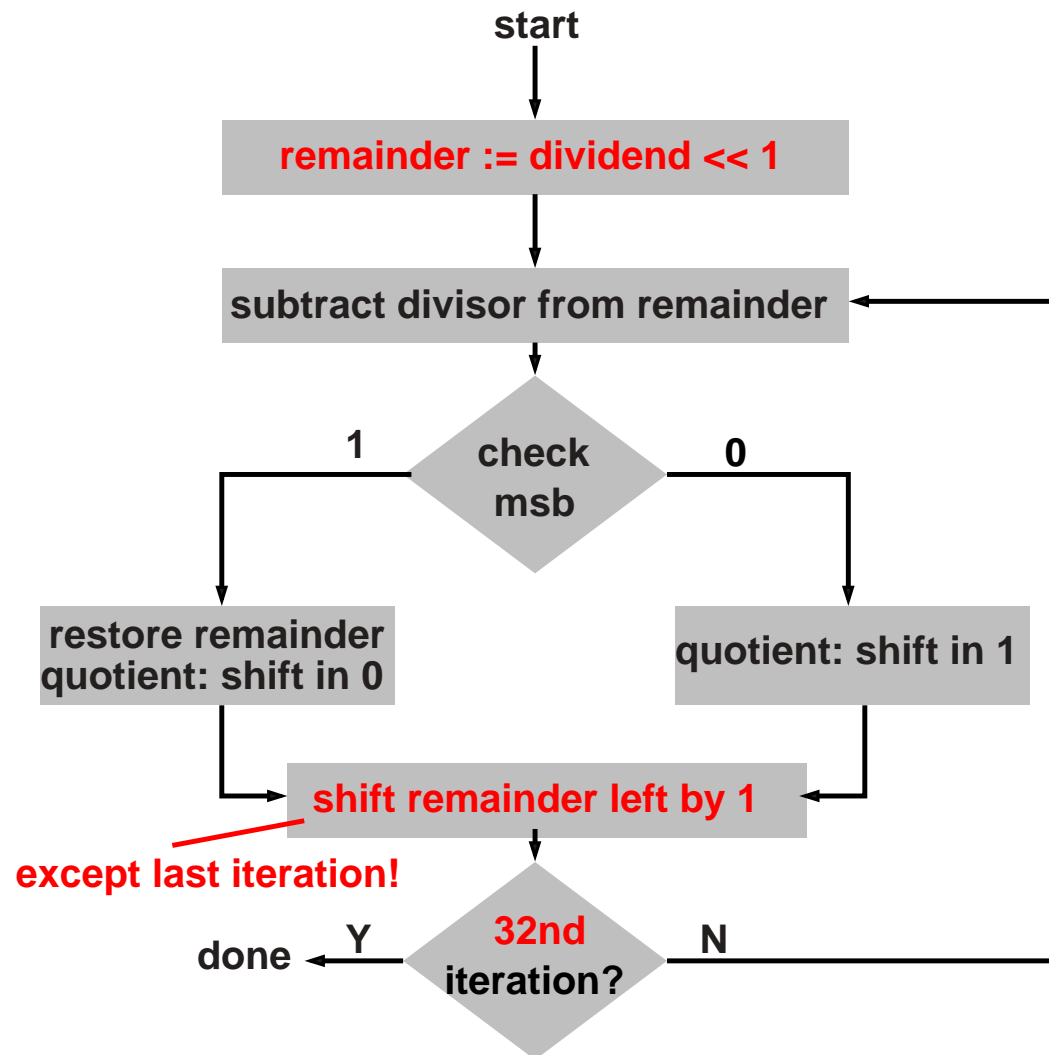 start
remainder := dividend << 1
subtract divisor from remainder
check
msb
1
0
restore remainder
quotient: shift in 0
quotient: shift in 1
shift remainder left by 1
except last iteration!
32nd
iteration?
Y
N
done